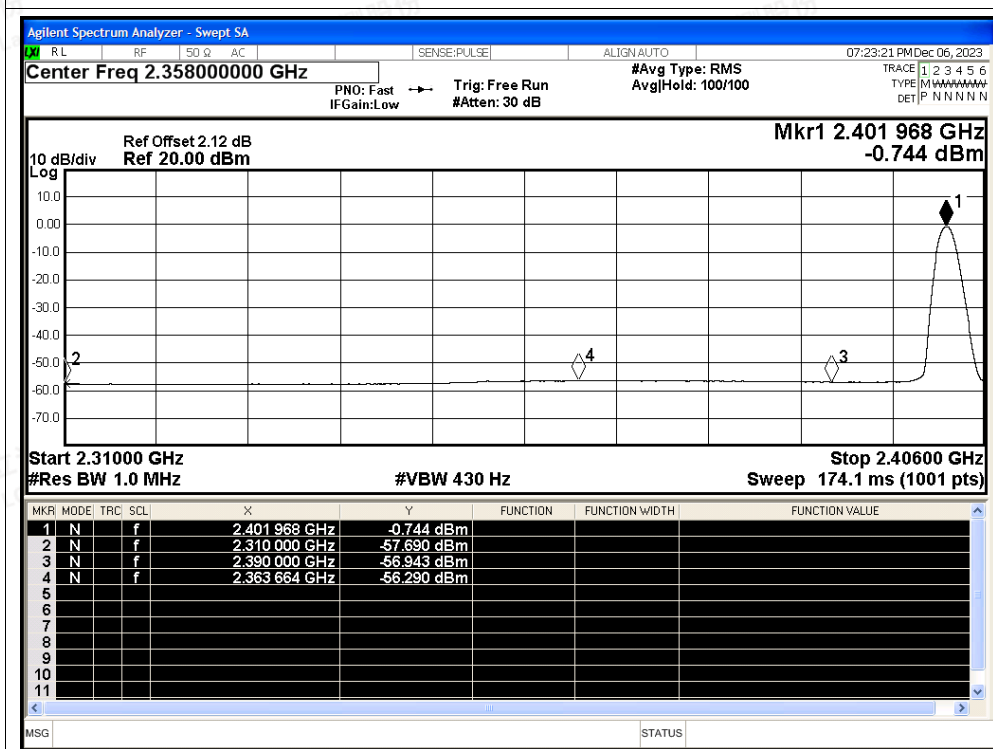 Agilent Spectrum Analyzer - Swept SA
LXI RL RF 50 Ω AC SENSE:PULSE ALIGN AUTO 07:23:21 PM Dec 06, 2023
Center Freq 2.358000000 GHz #Avg Type: RMS TRACE 1 2 3 4 5 6
PNO: Fast Trig: Free Run Avg|Hold: 100/100 TYPE M
IFGain:Low #Atten: 30 dB DET P N N N N N
Mkr1 2.401 968 GHz
Ref Offset 2.12 dB
10 dB/div Ref 20.00 dBm -0.744 dBm
Log
10.0
1
0.00
-10.0
-20.0
-30.0
-40.0
-50.0 2 4 3
-60.0
-70.0
Start 2.31000 GHz Stop 2.40600 GHz
#Res BW 1.0 MHz #VBW 430 Hz Sweep 174.1 ms (1001 pts)
MKR MODE TRC SCL X Y FUNCTION FUNCTION WIDTH FUNCTION VALUE
1 N f 2.401 968 GHz -0.744 dBm
2 N f 2.310 000 GHz -57.690 dBm
3 N f 2.390 000 GHz -56.943 dBm
4 N f 2.363 664 GHz -56.290 dBm
5
6
7
8
9
10
11
MSG STATUS